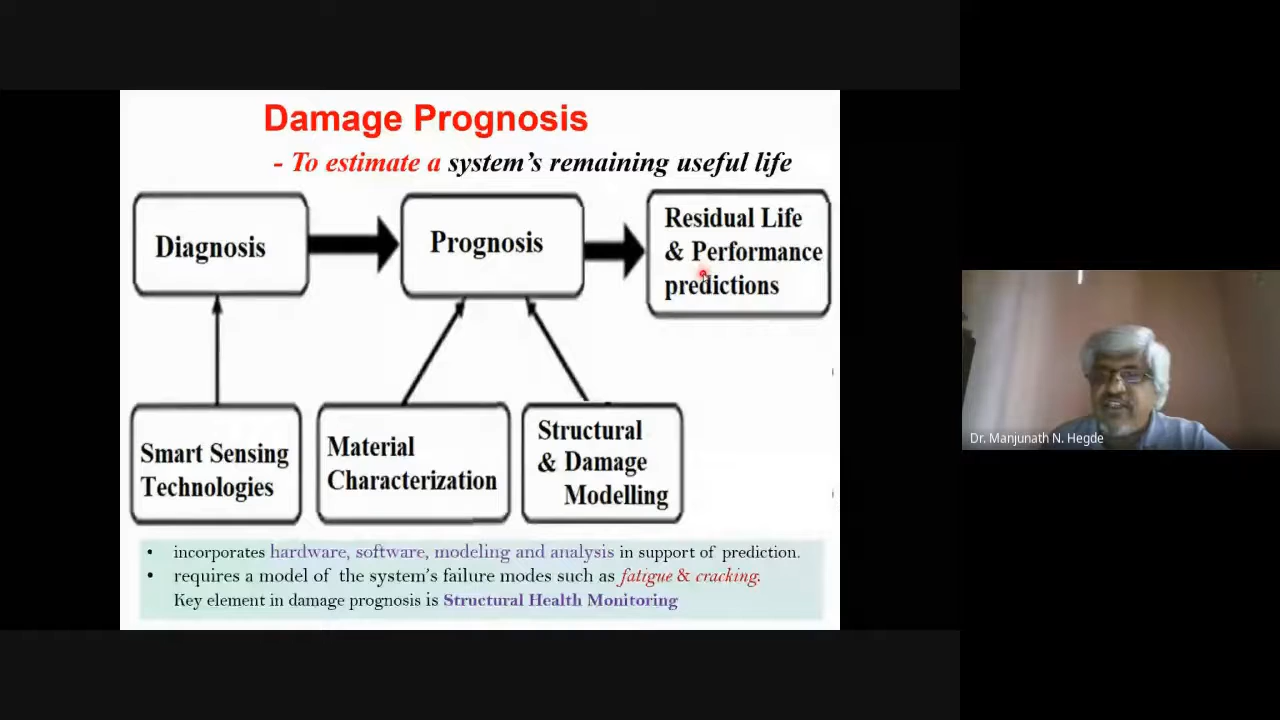 Damage Prognosis
- To estimate a system's remaining useful life
Diagnosis
Prognosis
Residual Life
& Performance
predictions
Smart Sensing
Technologies
Material
Characterization
Structural
& Damage
Modelling
• incorporates hardware, software, modeling and analysis in support of prediction.
• requires a model of the system's failure modes such as fatigue & cracking.
Key element in damage prognosis is Structural Health Monitoring
Dr. Manjunath N. Hegde